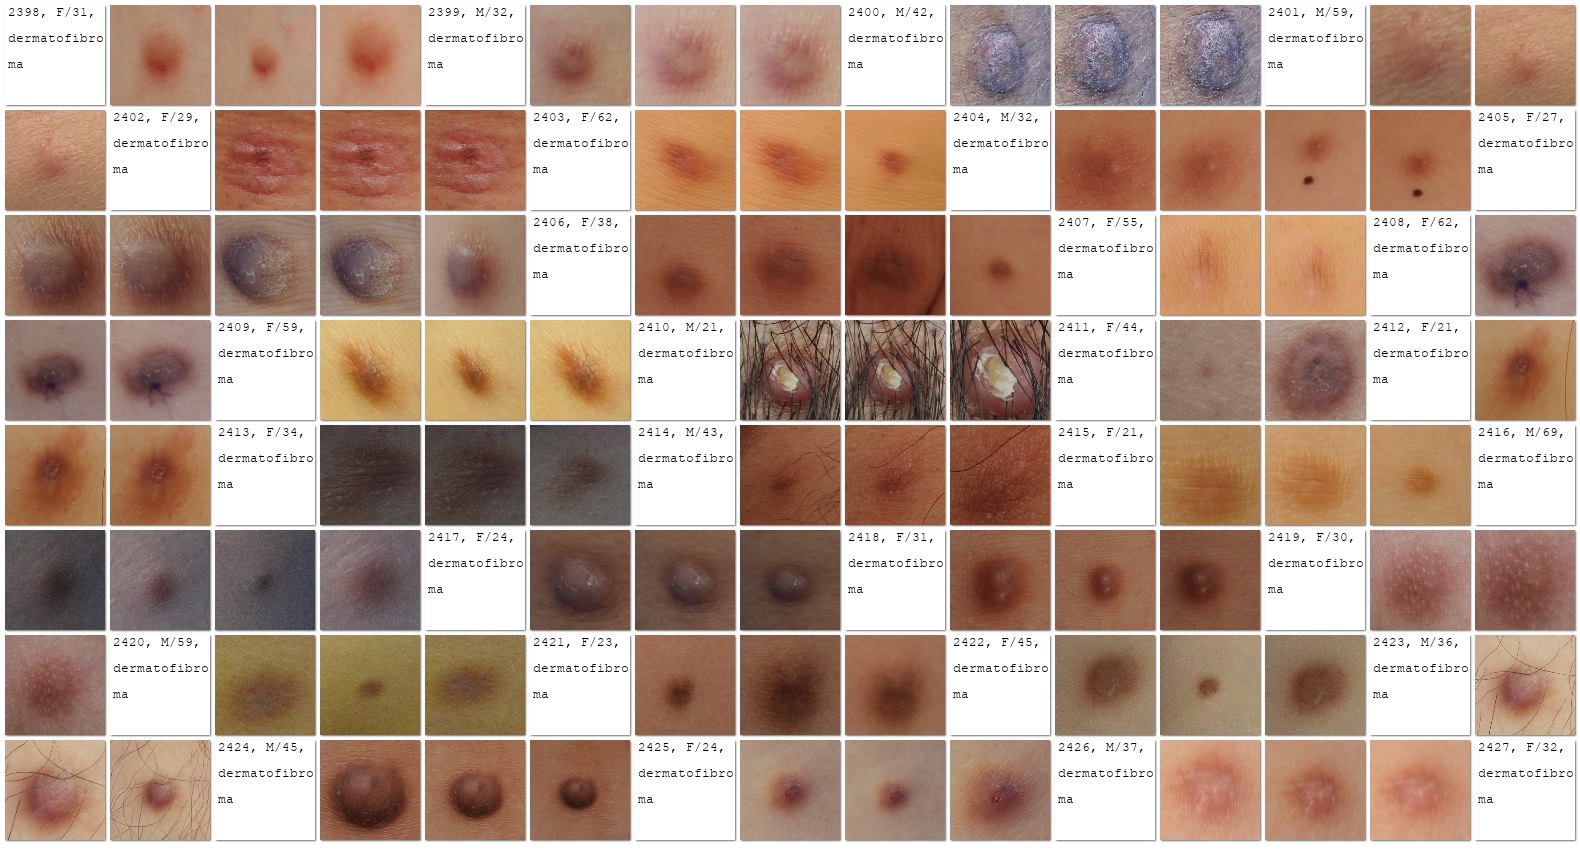 2398, F/31,
dermatofibro
ma
2399, M/32,
dermatofibro
ma
2400, M/42,
dermatofibro
ma
2401, M/59,
dermatofibro
ma
2402, F/29,
dermatofibro
ma
2403, F/62,
dermatofibro
ma
2404, M/32,
dermatofibro
ma
2405, F/27,
dermatofibro
ma
2406, F/38,
dermatofibro
ma
2407, F/55,
dermatofibro
ma
2408, F/62,
dermatofibro
ma
2409, F/59,
dermatofibro
ma
2410, M/21,
dermatofibro
ma
2411, F/44,
dermatofibro
ma
2412, F/21,
dermatofibro
ma
2413, F/34,
dermatofibro
ma
2414, M/43,
dermatofibro
ma
2415, F/21,
dermatofibro
ma
2416, M/69,
dermatofibro
ma
2417, F/24,
dermatofibro
ma
2418, F/31,
dermatofibro
ma
2419, F/30,
dermatofibro
ma
2420, M/59,
dermatofibro
ma
2421, F/23,
dermatofibro
ma
2422, F/45,
dermatofibro
ma
2423, M/36,
dermatofibro
ma
2424, M/45,
dermatofibro
ma
2425, F/24,
dermatofibro
ma
2426, M/37,
dermatofibro
ma
2427, F/32,
dermatofibro
ma